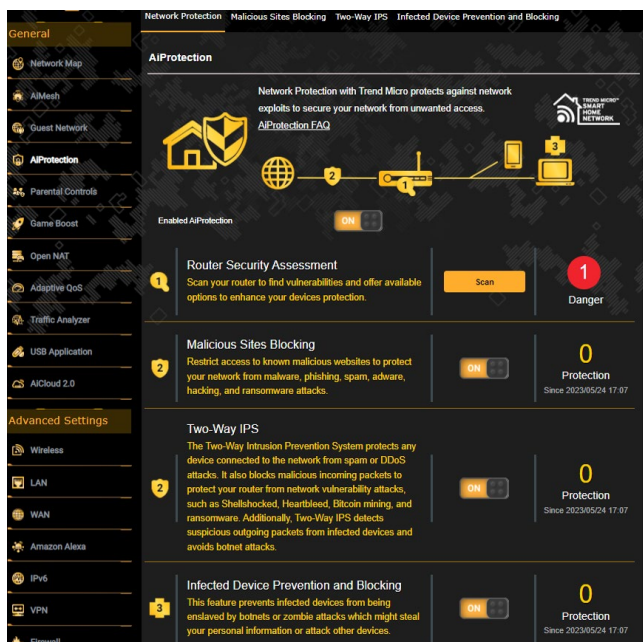 Network Protection Malicious Sites Blocking Two-Way IPS Infected Device Prevention and Blocking
General
Network Map
AiMesh
Guest Network
AiProtection
Parental Controls
Game Boost
Open NAT
Adaptive QoS
Traffic Analyzer
USB Application
AiCloud 2.0
Advanced Settings
Wireless
LAN
WAN
Amazon Alexa
IPv6
VPN
Firewall
AiProtection
Network Protection with Trend Micro protects against network
exploits to secure your network from unwanted access.
AiProtection FAQ
TREND MICRO™
SMART
HOME
NETWORK
2
1
3
Enabled AiProtection
ON
1
Router Security Assessment
Scan your router to find vulnerabilities and offer available
options to enhance your devices protection.
Scan
1
Danger
2
Malicious Sites Blocking
Restrict access to known malicious websites to protect
your network from malware, phishing, spam, adware,
hacking, and ransomware attacks.
ON
0
Protection
Since 2023/05/24 17:07
2
Two-Way IPS
The Two-Way Intrusion Prevention System protects any
device connected to the network from spam or DDoS
attacks. It also blocks malicious incoming packets to
protect your router from network vulnerability attacks,
such as Shellshocked, Heartbleed, Bitcoin mining, and
ransomware. Additionally, Two-Way IPS detects
suspicious outgoing packets from infected devices and
avoids botnet attacks.
ON
0
Protection
Since 2023/05/24 17:07
3
Infected Device Prevention and Blocking
This feature prevents infected devices from being
enslaved by botnets or zombie attacks which might steal
your personal information or attack other devices.
ON
0
Protection
Since 2023/05/24 17:07